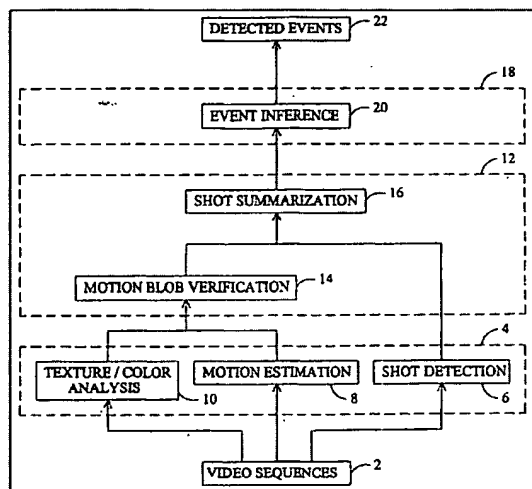 DETECTED EVENTS
22
18
EVENT INFERENCE
20
12
SHOT SUMMARIZATION
16
MOTION BLOB VERIFICATION
14
4
TEXTURE / COLOR
ANALYSIS
10
MOTION ESTIMATION
8
SHOT DETECTION
6
VIDEO SEQUENCES
2